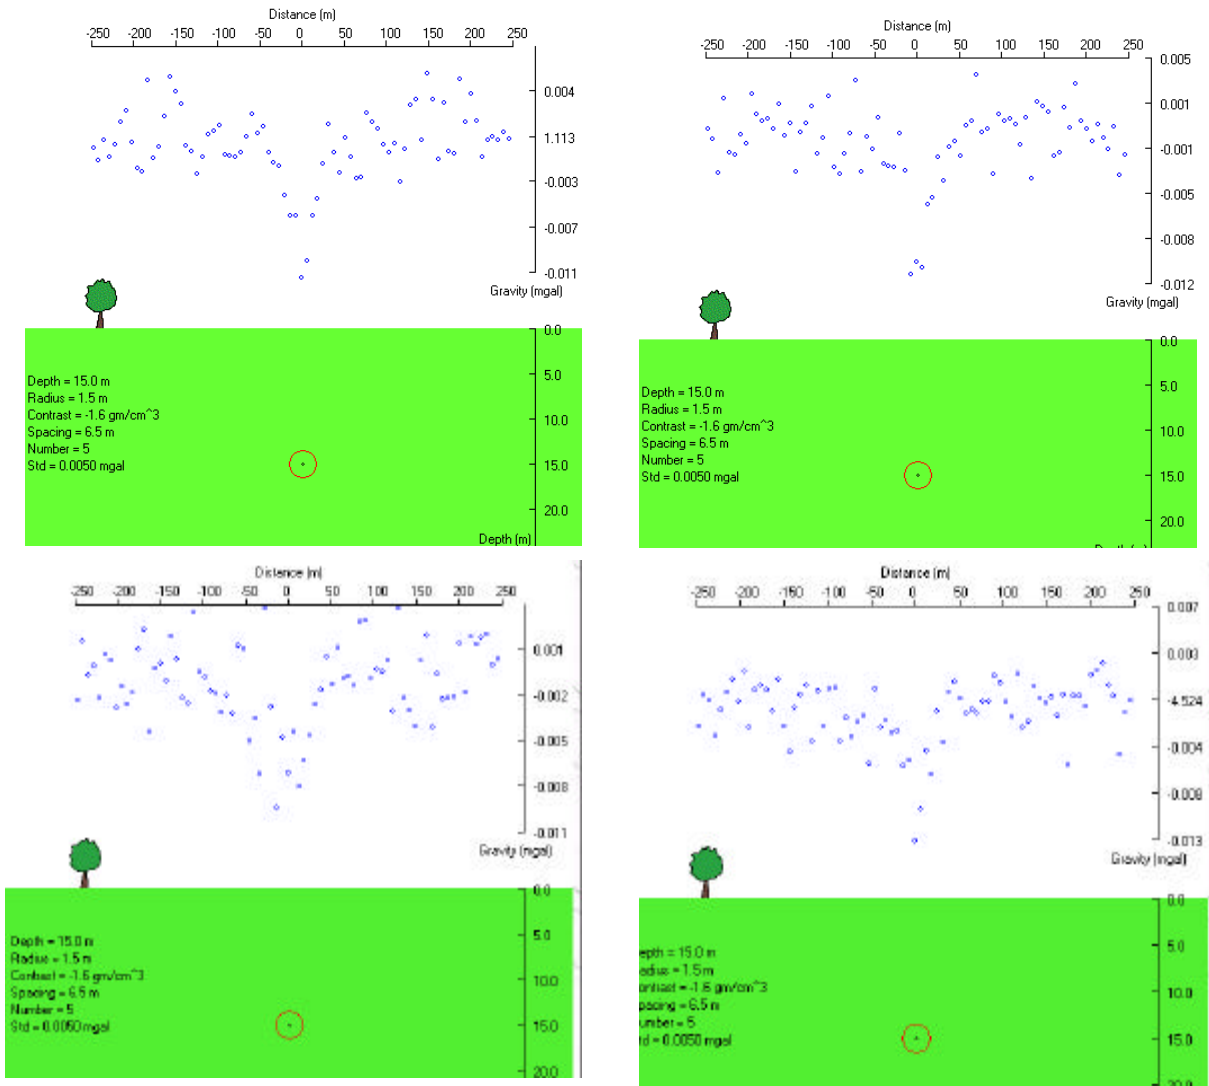 Distance (m)
-250 -200 -150 -100 -50 0 50 100 150 200 250
0.004
1.113
-0.003
-0.007
-0.011
Gravity (mgal)
0.0
5.0
10.0
15.0
20.0
Depth = 15.0 m
Radius = 1.5 m
Contrast = -1.6 gm/cm^3
Spacing = 6.5 m
Number = 5
Std = 0.0050 mgal
Depth (m)
Distance (m)
-250 -200 -150 -100 -50 0 50 100 150 200 250
0.005
0.001
-0.001
-0.005
-0.008
-0.012
Gravity (mgal)
0.0
5.0
10.0
15.0
20.0
Depth = 15.0 m
Radius = 1.5 m
Contrast = -1.6 gm/cm^3
Spacing = 6.5 m
Number = 5
Std = 0.0050 mgal
Distance (m)
-250 -200 -150 -100 -50 0 50 100 150 200 250
0.001
-0.002
-0.005
-0.008
-0.011
Gravity (mgal)
0.0
5.0
10.0
15.0
20.0
Depth = 15.0 m
Radius = 1.5 m
Contrast = -1.6 gm/cm^3
Spacing = 6.5 m
Number = 5
Std = 0.0050 mgal
Distance (m)
-250 -200 -150 -100 -50 0 50 100 150 200 250
0.007
0.003
-4.524
-0.004
-0.008
-0.013
Gravity (mgal)
0.0
5.0
10.0
15.0
epth = 15.0 m
adius = 1.5 m
ontrast = -1.6 gm/cm^3
pacing = 6.5 m
umber = 5
td = 0.0050 mgal